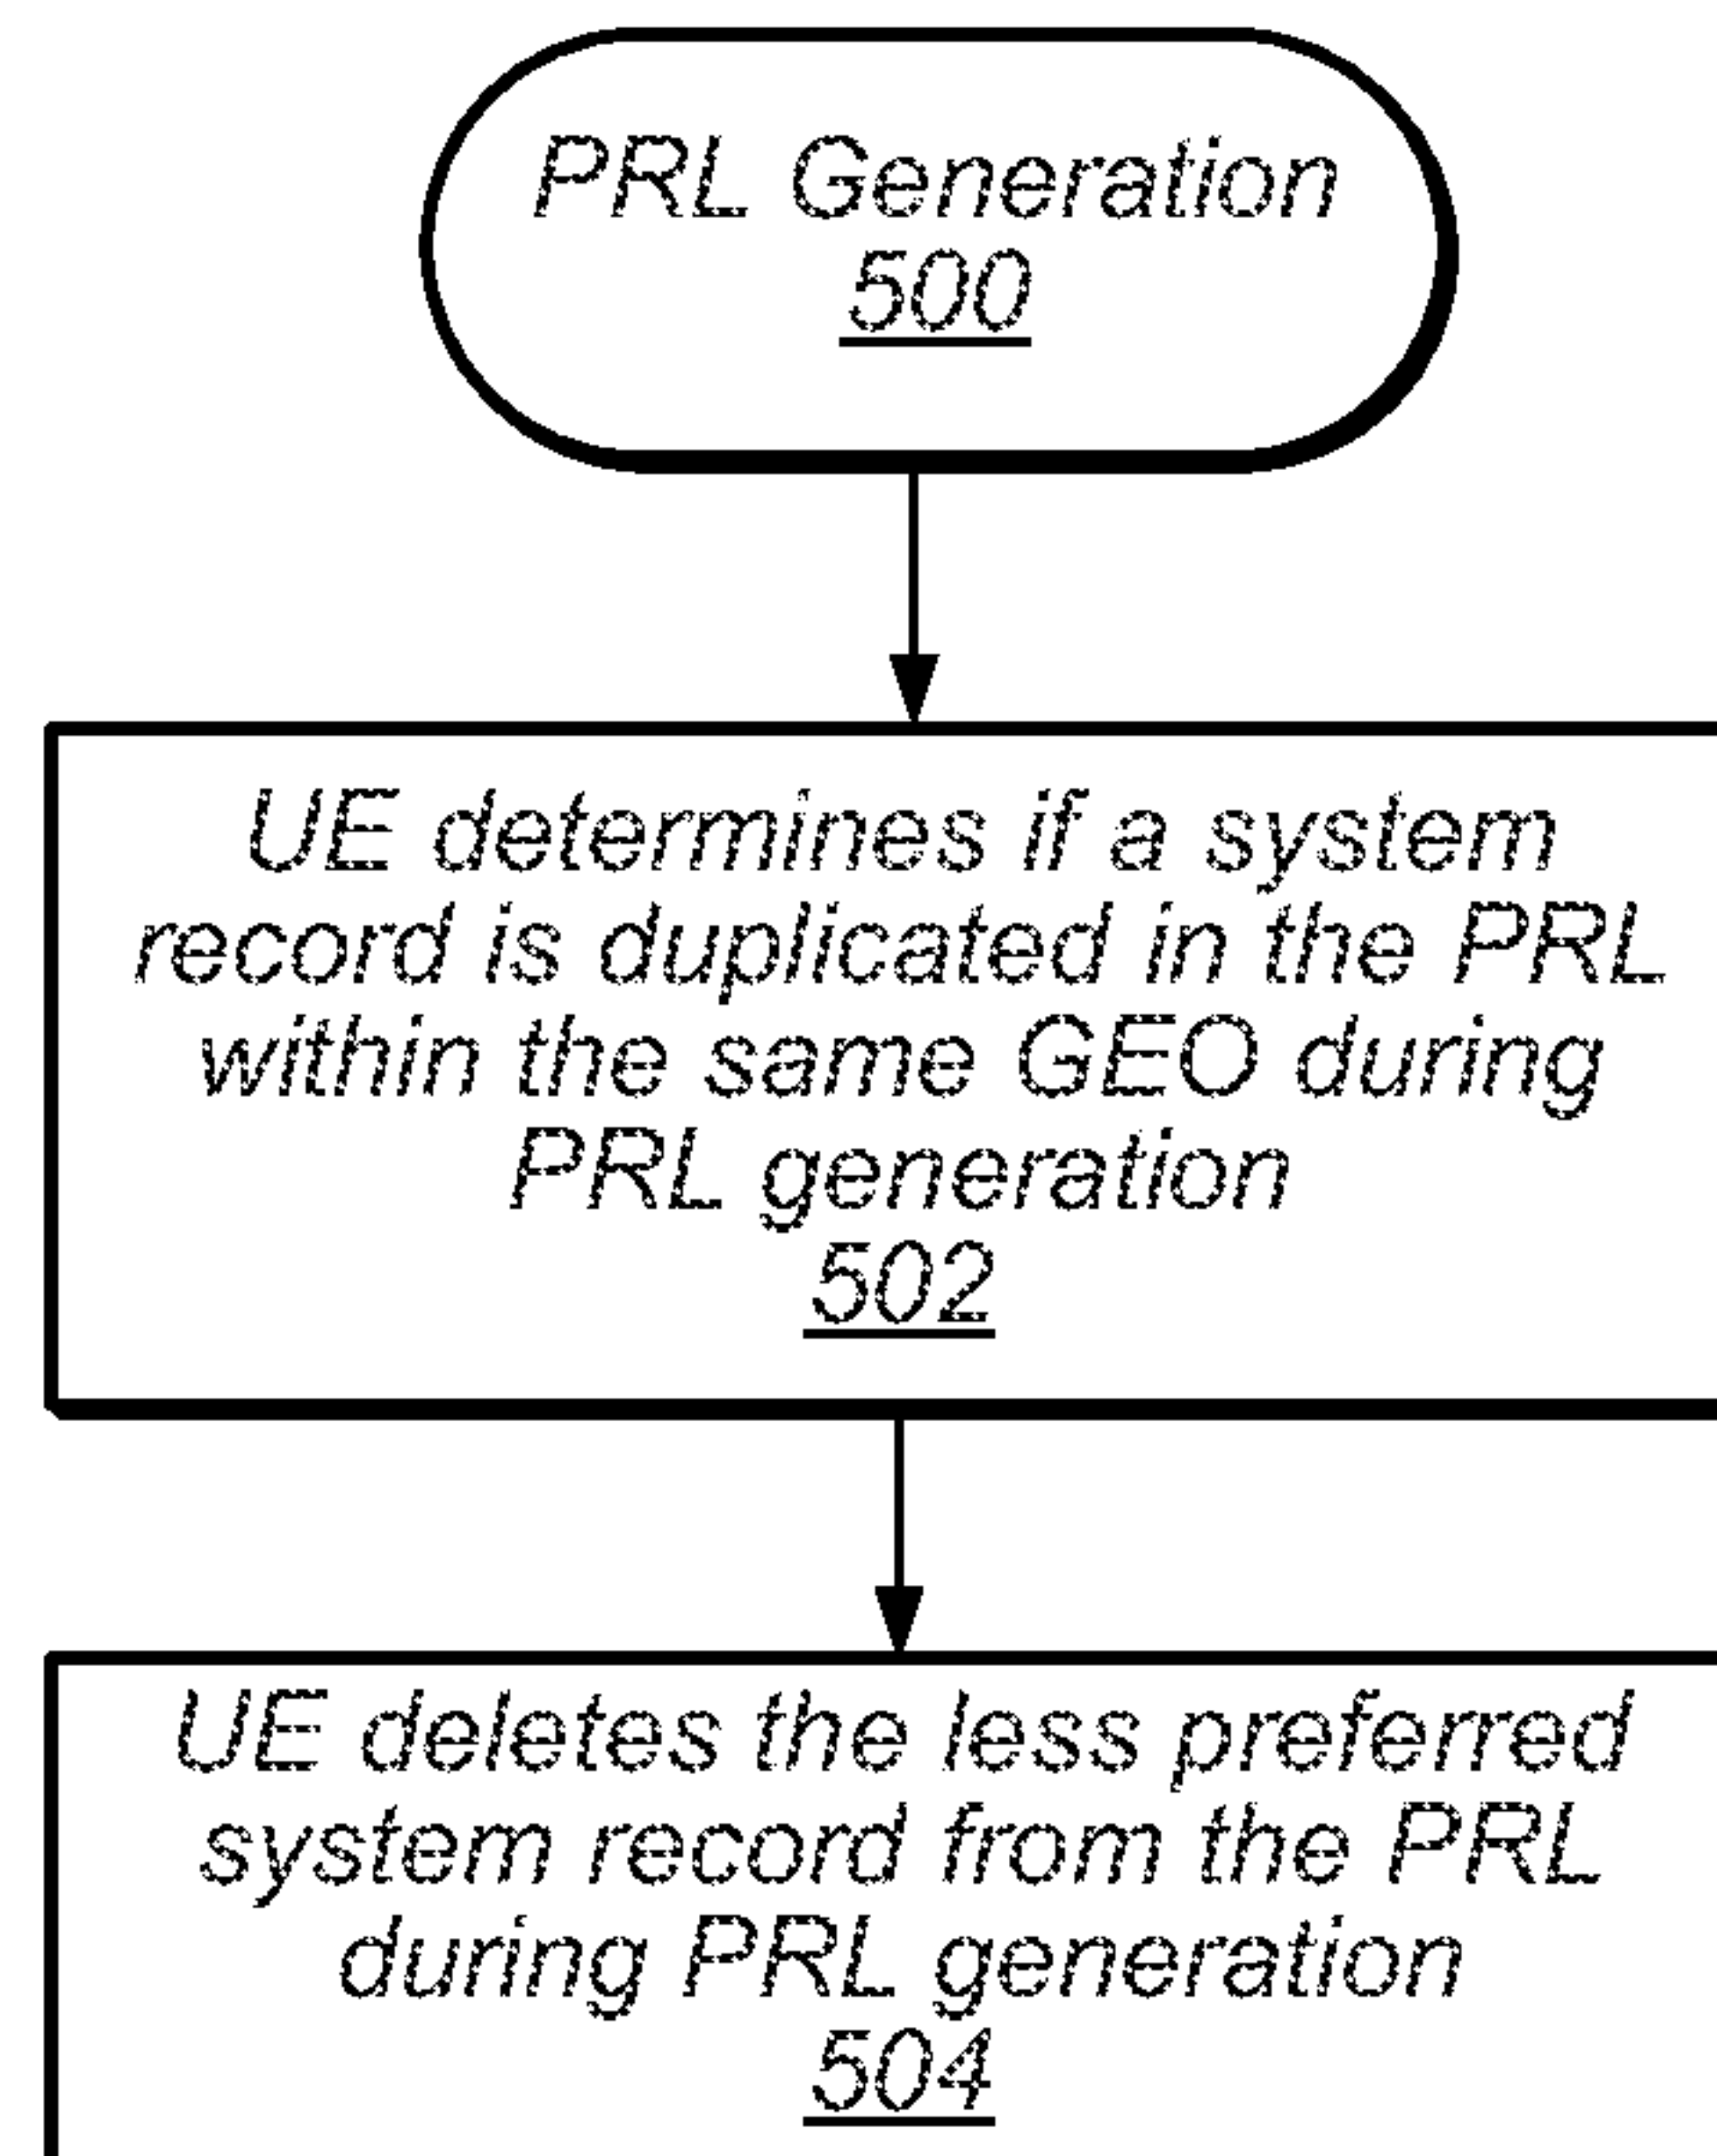 PRL Generation
500
UE determines if a system
record is duplicated in the PRL
within the same GEO during
PRL generation
502
UE deletes the less preferred
system record from the PRL
during PRL generation
504